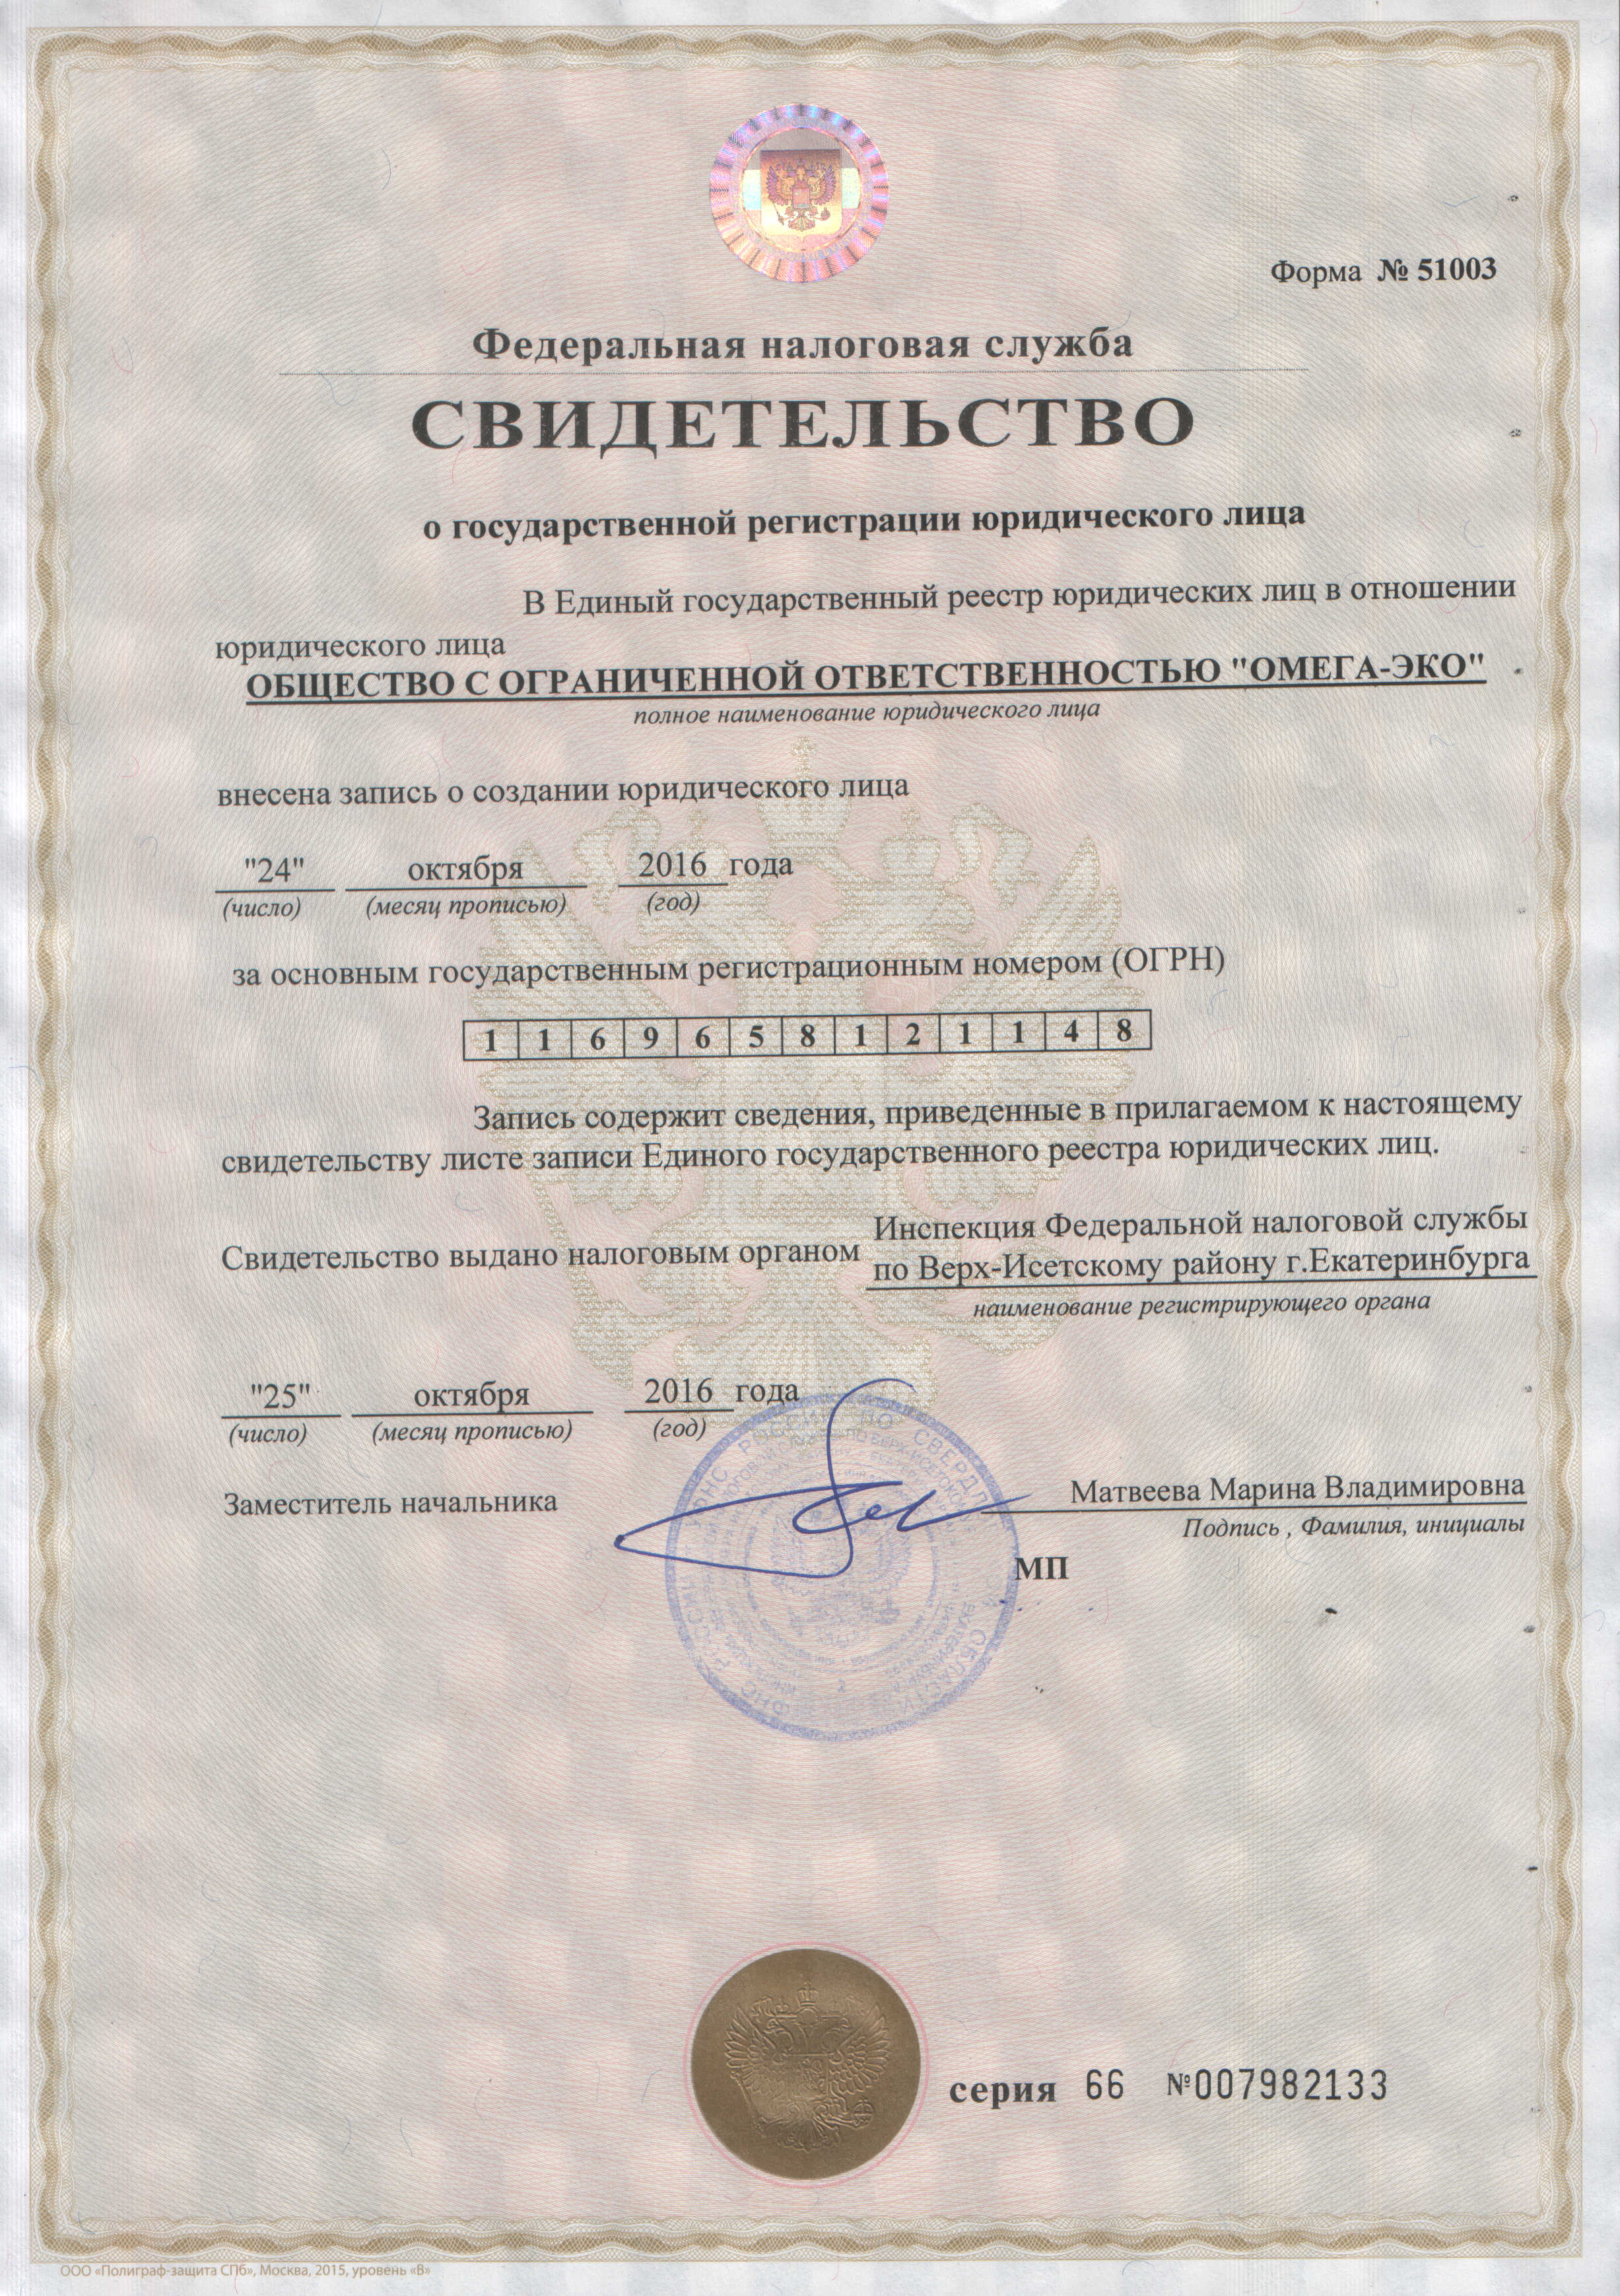 Форма № 51003
Федеральная налоговая служба
СВИДЕТЕЛЬСТВО
о государственной регистрации юридического лица
В Единый государственный реестр юридических лиц в отношении
юридического лица
ОБЩЕСТВО С ОГРАНИЧЕННОЙ ОТВЕТСТВЕННОСТЬЮ "ОМЕГА-ЭКО"
полное наименование юридического лица
внесена запись о создании юридического лица
"24" октября 2016 года
(число) (месяц прописью) (год)
за основным государственным регистрационным номером (ОГРН)
1 1 6 9 6 5 8 1 2 1 1 4 8
Запись содержит сведения, приведенные в прилагаемом к настоящему
свидетельству листе записи Единого государственного реестра юридических лиц.
Свидетельство выдано налоговым органом
Инспекция Федеральной налоговой службы
по Верх-Исетскому району г.Екатеринбурга
наименование регистрирующего органа
"25" октября 2016 года
(число) (месяц прописью) (год)
Заместитель начальника
Матвеева Марина Владимировна
Подпись , Фамилия, инициалы
МП
серия 66 №007982133
ООО «Полиграф-защита СПб», Москва, 2015, уровень «В»